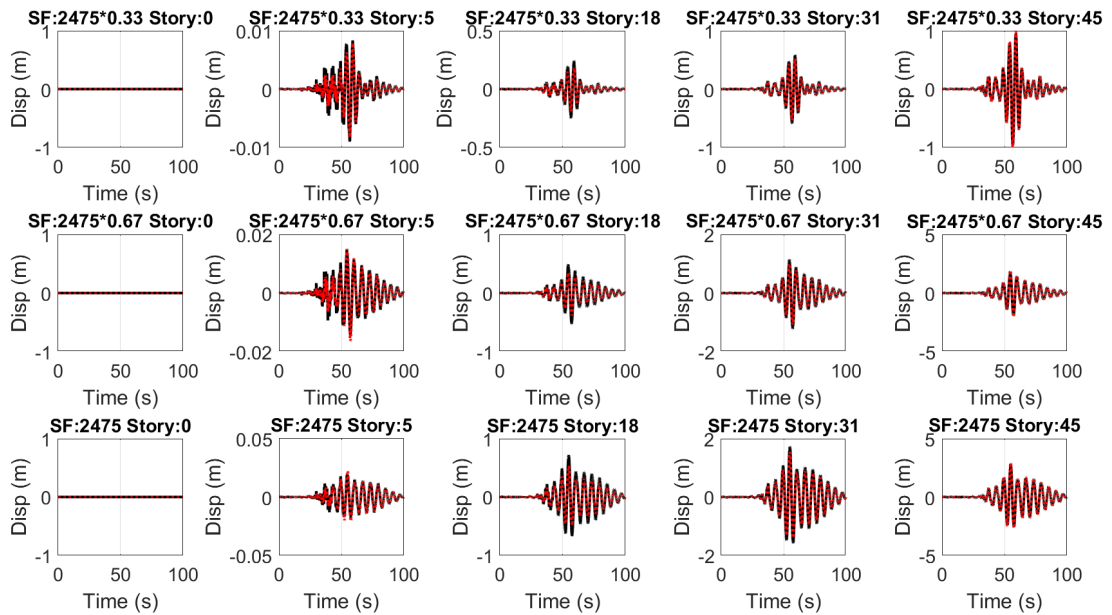 SF:2475*0.33 Story:0 SF:2475*0.33 Story:5 SF:2475*0.33 Story:18 SF:2475*0.33 Story:31 SF:2475*0.33 Story:45
1 0.01 0.5 1 1
Disp (m) Disp (m) Disp (m) Disp (m) Disp (m)
0 0 0 0 0
-1 -0.01 -0.5 -1 -1
0 50 100 0 50 100 0 50 100 0 50 100 0 50 100
Time (s) Time (s) Time (s) Time (s) Time (s)
SF:2475*0.67 Story:0 SF:2475*0.67 Story:5 SF:2475*0.67 Story:18 SF:2475*0.67 Story:31 SF:2475*0.67 Story:45
1 0.02 1 2 5
Disp (m) Disp (m) Disp (m) Disp (m) Disp (m)
0 0 0 0 0
-1 -0.02 -1 -2 -5
0 50 100 0 50 100 0 50 100 0 50 100 0 50 100
Time (s) Time (s) Time (s) Time (s) Time (s)
SF:2475 Story:0 SF:2475 Story:5 SF:2475 Story:18 SF:2475 Story:31 SF:2475 Story:45
1 0.05 1 2 5
Disp (m) Disp (m) Disp (m) Disp (m) Disp (m)
0 0 0 0 0
-1 -0.05 -1 -2 -5
0 50 100 0 50 100 0 50 100 0 50 100 0 50 100
Time (s) Time (s) Time (s) Time (s) Time (s)